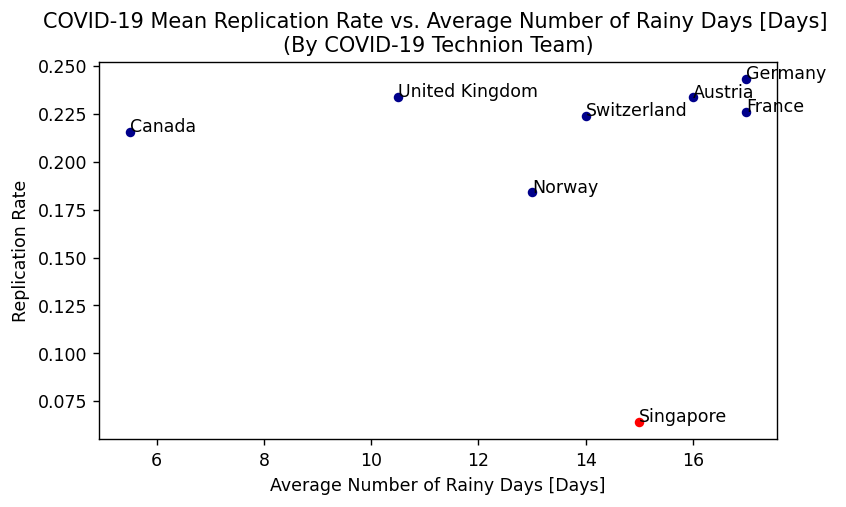 COVID-19 Mean Replication Rate vs. Average Number of Rainy Days [Days]
(By COVID-19 Technion Team)
0.250
0.225
0.200
0.175
0.150
0.125
0.100
0.075
Replication Rate
Germany
United Kingdom
Austria
France
Switzerland
Canada
Norway
Singapore
6 8 10 12 14 16
Average Number of Rainy Days [Days]